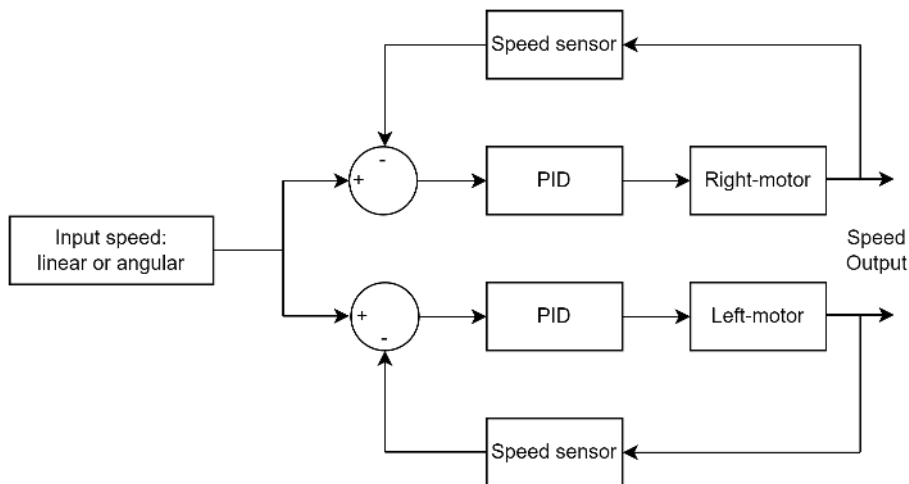 Speed sensor
-
+
PID
Right-motor
Input speed:
linear or angular
Speed
Output
+
-
PID
Left-motor
Speed sensor